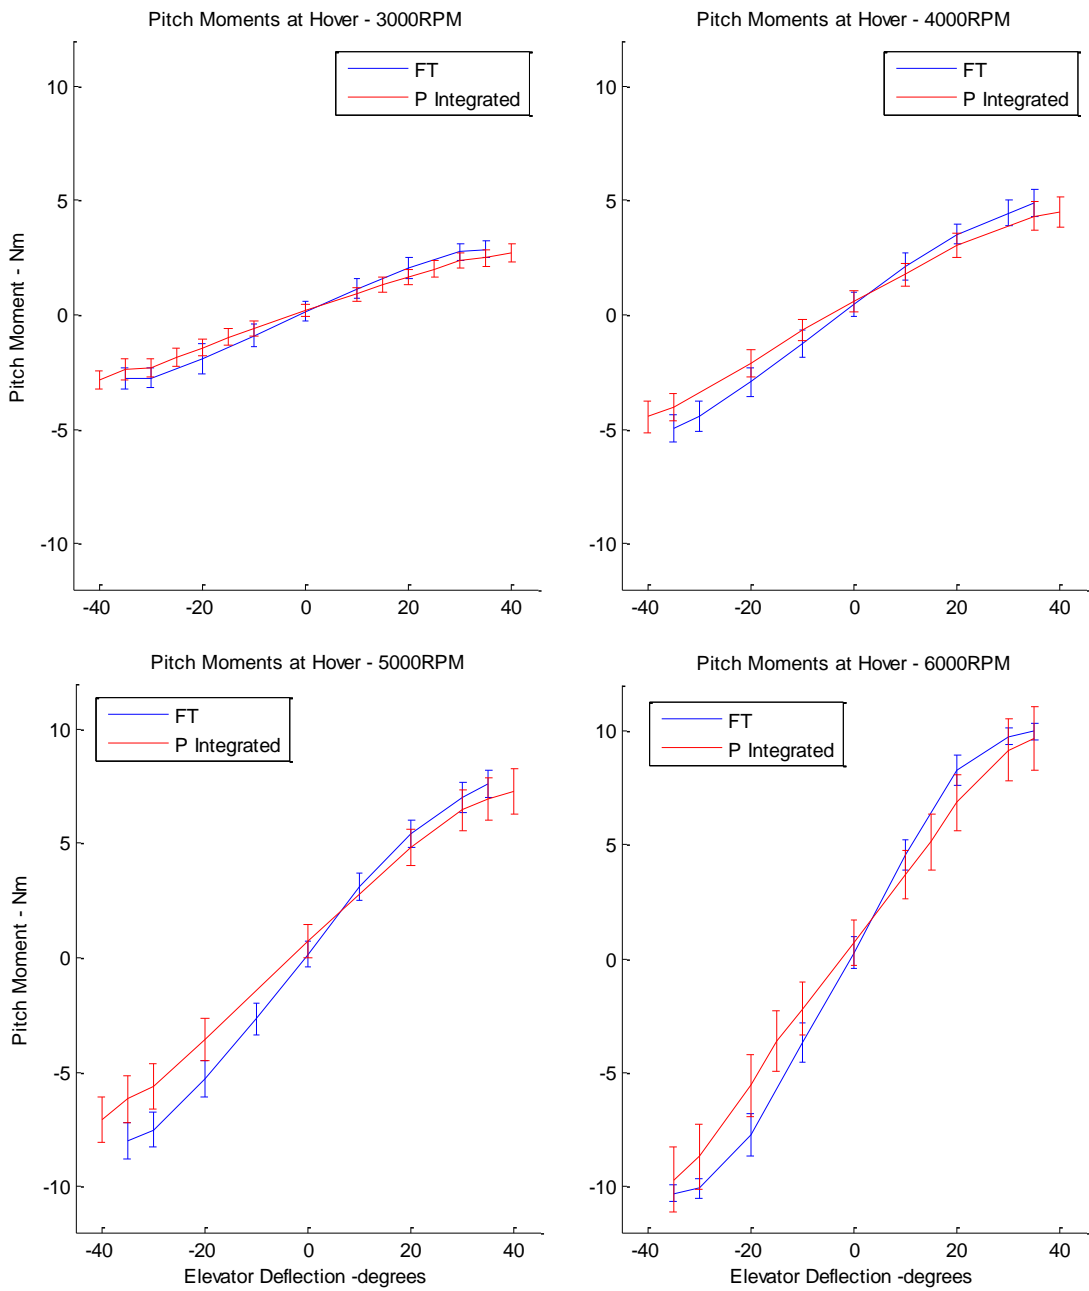 Pitch Moments at Hover - 3000RPM
FT
P Integrated
10
5
0
-5
-10
Pitch Moment - Nm
-40 -20 0 20 40
Pitch Moments at Hover - 4000RPM
FT
P Integrated
10
5
0
-5
-10
-40 -20 0 20 40
Pitch Moments at Hover - 5000RPM
FT
P Integrated
10
5
0
-5
-10
Pitch Moment - Nm
-40 -20 0 20 40
Elevator Deflection -degrees
Pitch Moments at Hover - 6000RPM
FT
P Integrated
10
5
0
-5
-10
-40 -20 0 20 40
Elevator Deflection -degrees